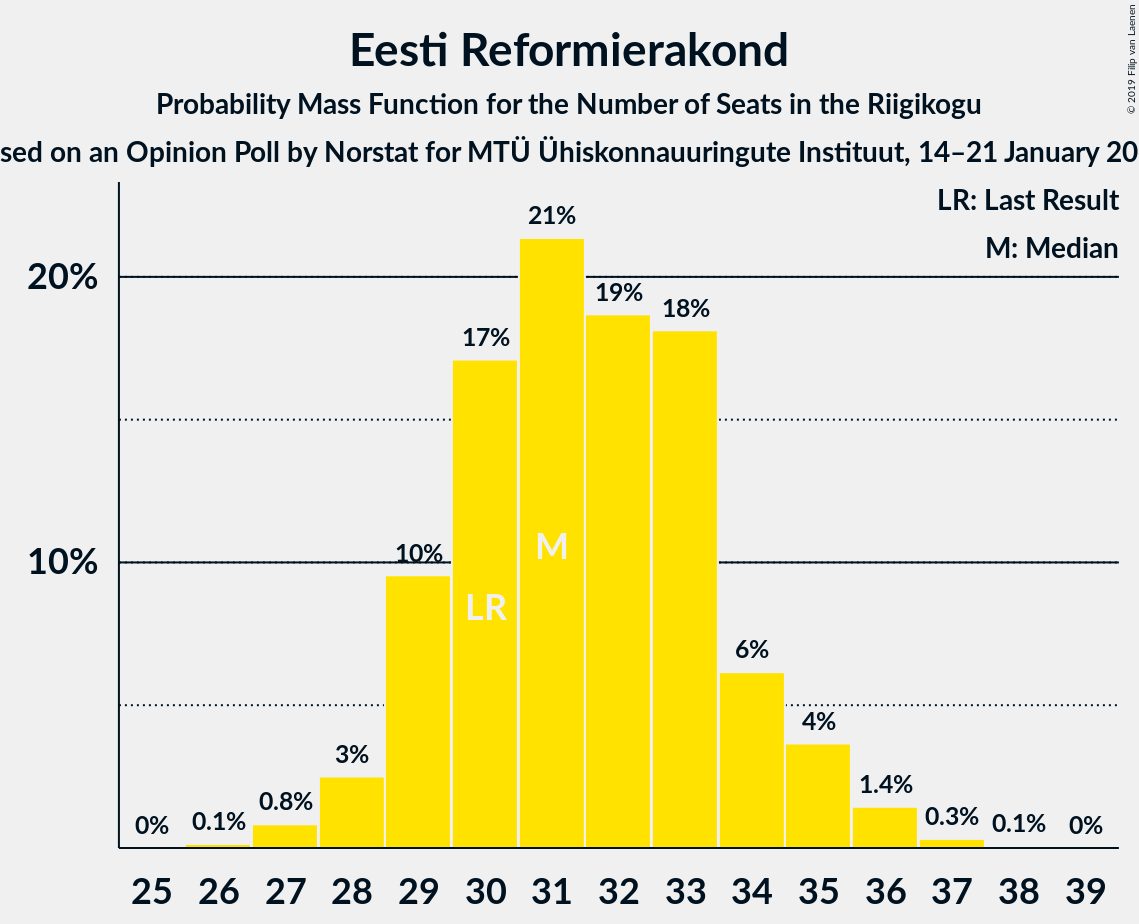 Eesti Reformierakond
Probability Mass Function for the Number of Seats in the Riigikogu
sed on an Opinion Poll by Norstat for MTÜ Ühiskonnauuringute Instituut, 14–21 January 20
© 2019 Filip van Laenen
LR: Last Result
M: Median
20%
10%
0%
0.1%
0.8%
3%
10%
17%
21%
19%
18%
6%
4%
1.4%
0.3%
0.1%
0%
LR
M
25 26 27 28 29 30 31 32 33 34 35 36 37 38 39